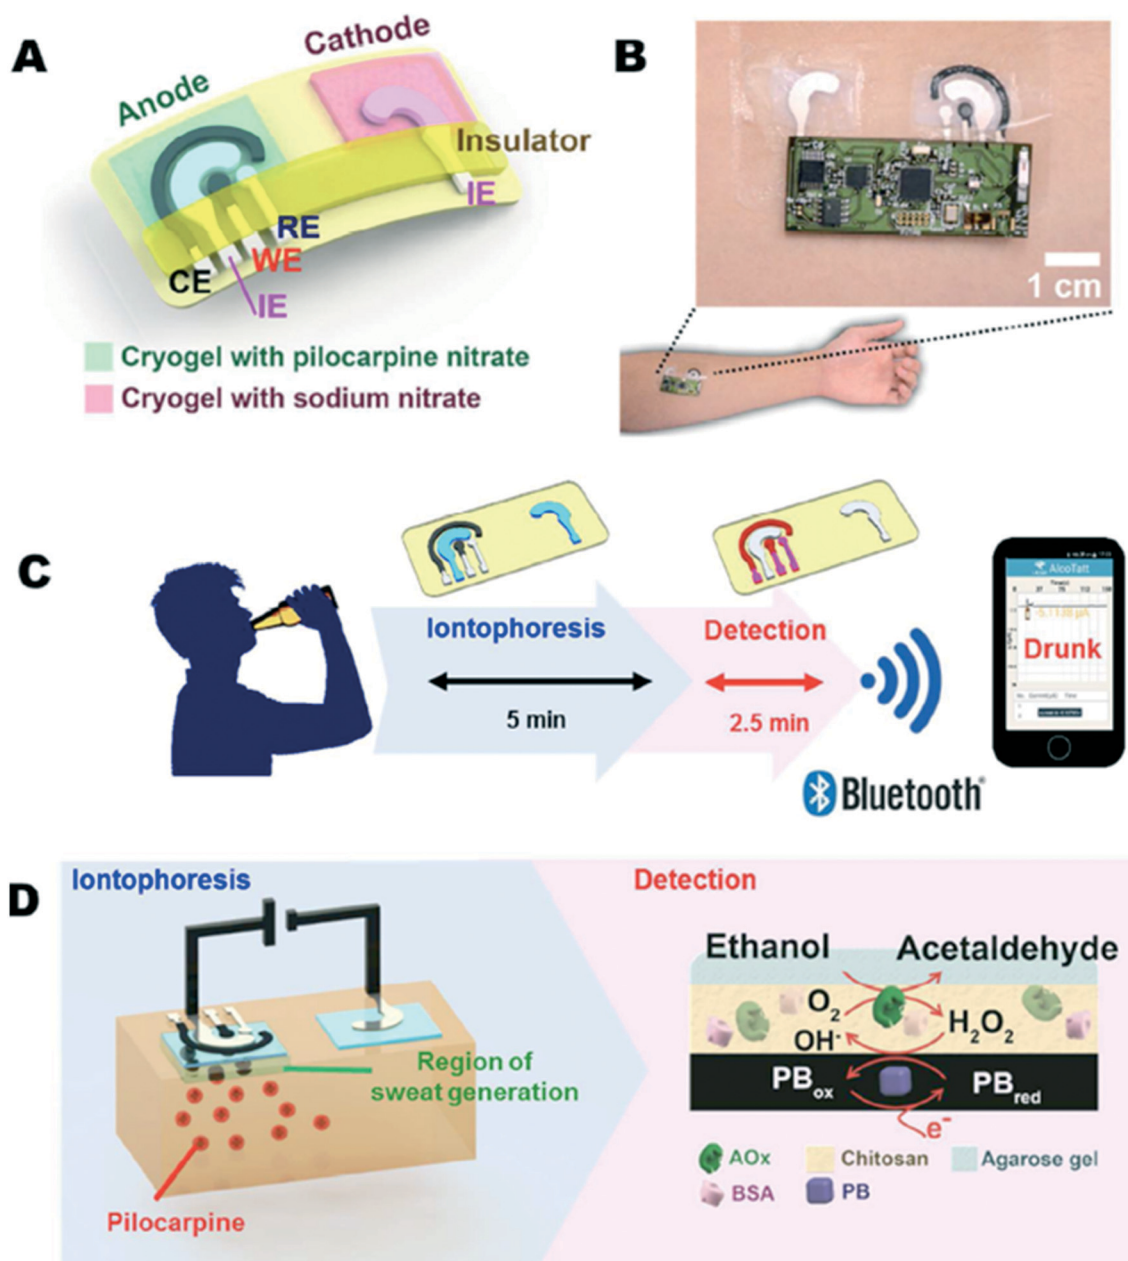 A
Anode
Cathode
Insulator
IE
RE
WE
CE
IE
Cryogel with pilocarpine nitrate
Cryogel with sodium nitrate
B
1 cm
C
Iontophoresis
5 min
Detection
2.5 min
Bluetooth®
AlcoTatt
Drunk
D
Iontophoresis
Region of
sweat generation
Pilocarpine
Detection
Ethanol
Acetaldehyde
O₂
OH⁻
H₂O₂
PBox
PBred
e⁻
AOx
Chitosan
Agarose gel
BSA
PB